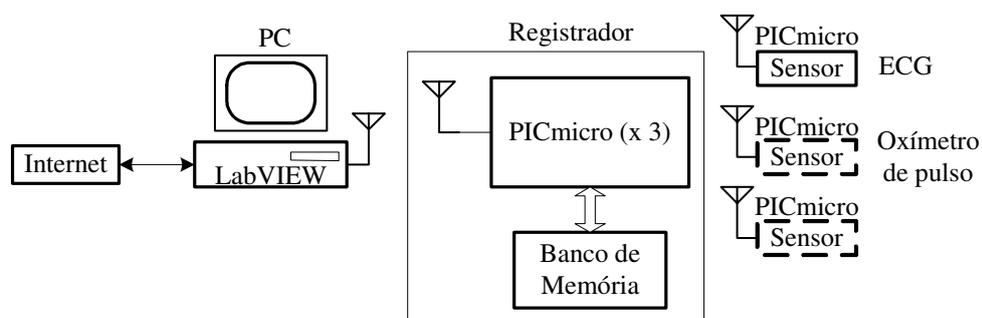 PC
Internet
LabVIEW
Registrador
PICmicro (x 3)
Banco de
Memória
PICmicro
Sensor
ECG
PICmicro
Sensor
Oxímetro
de pulso
PICmicro
Sensor